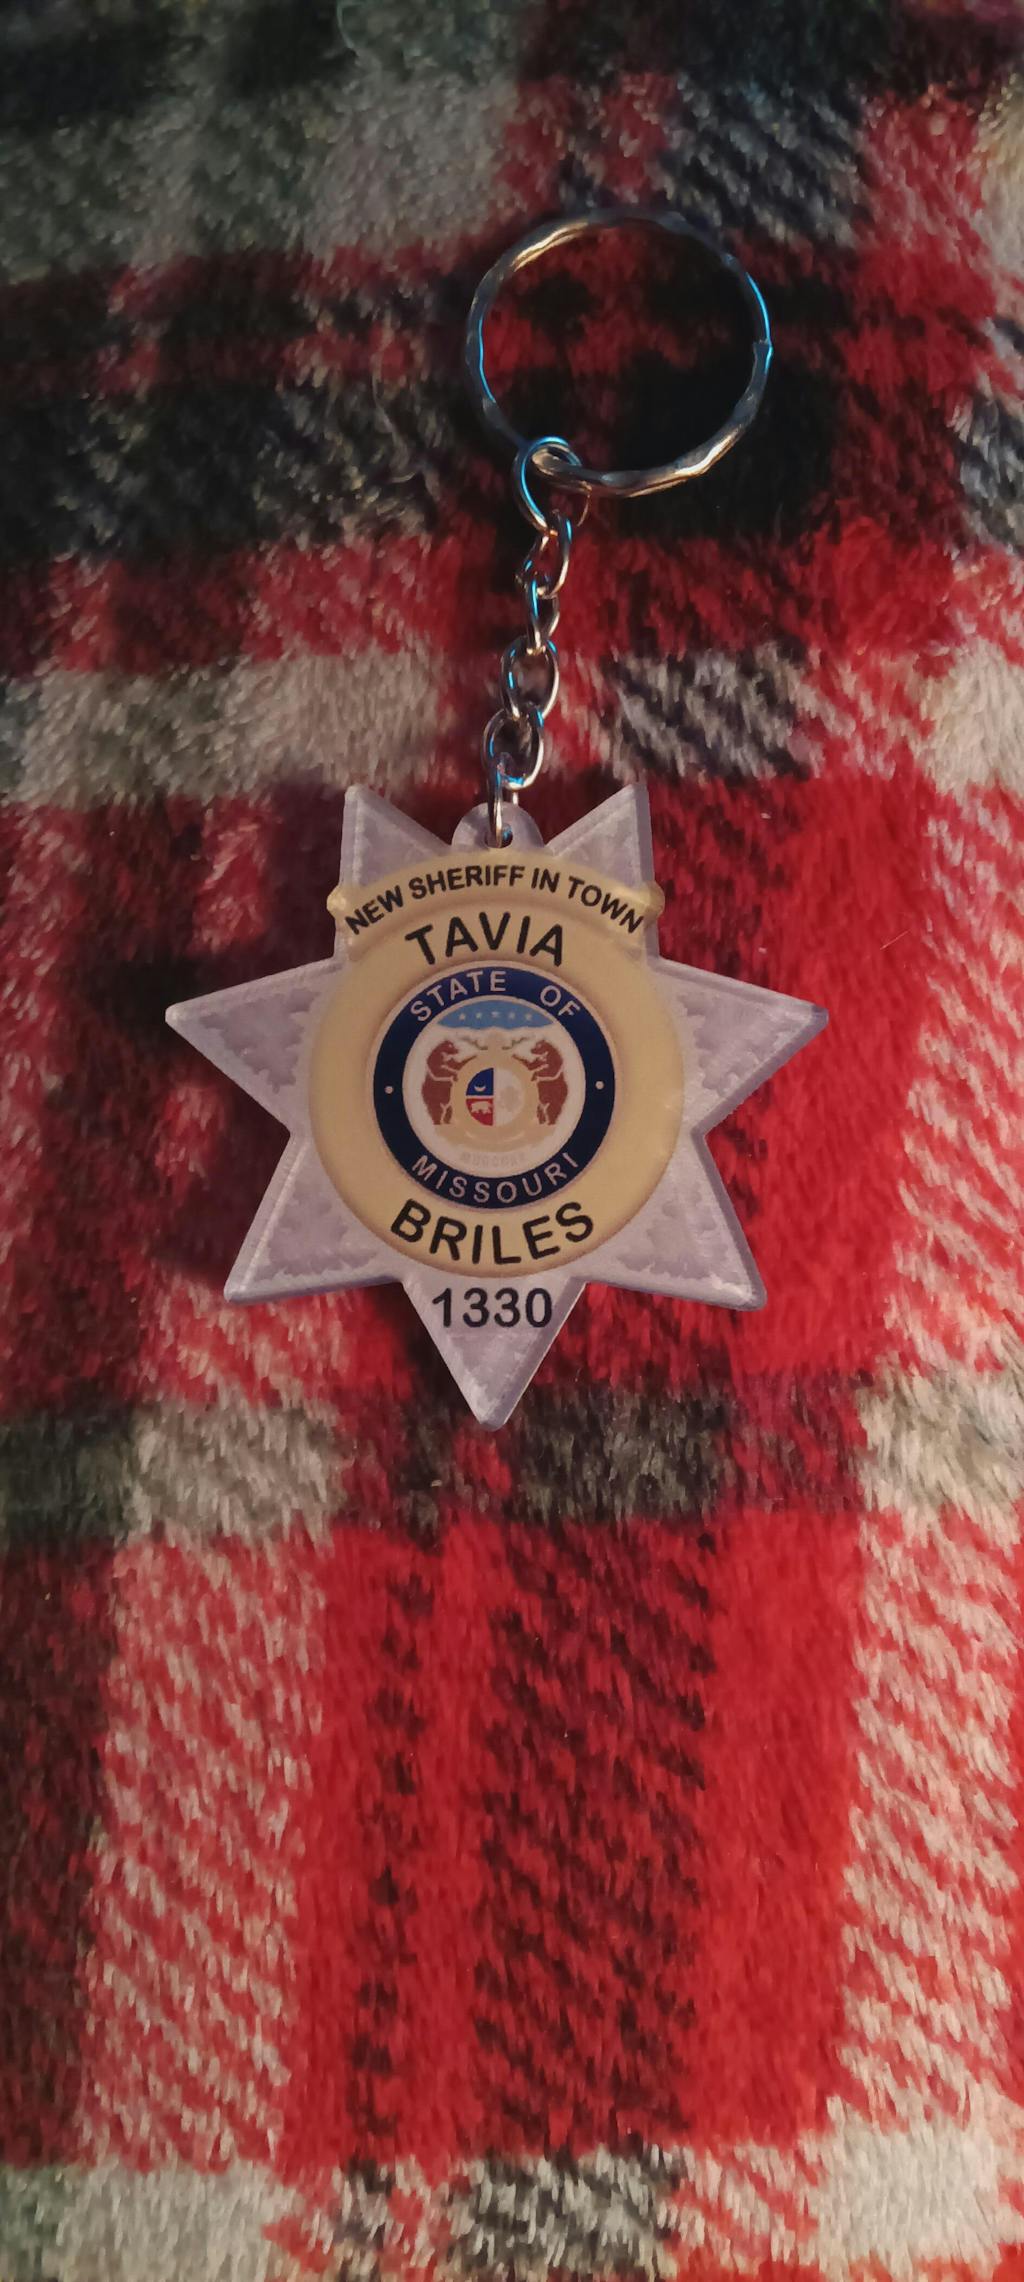 NEW SHERIFF IN TOWN
TAVIA
STATE OF
MISSOURI
BRILES
1330